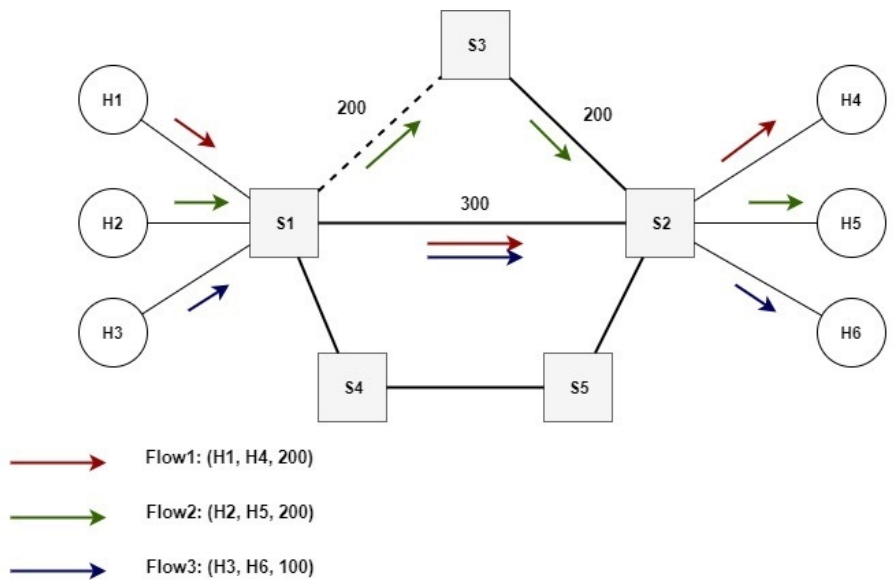 S3
H1
200
200
H4
H2
S1
300
S2
H5
H3
H6
S4
S5
Flow1: (H1, H4, 200)
Flow2: (H2, H5, 200)
Flow3: (H3, H6, 100)